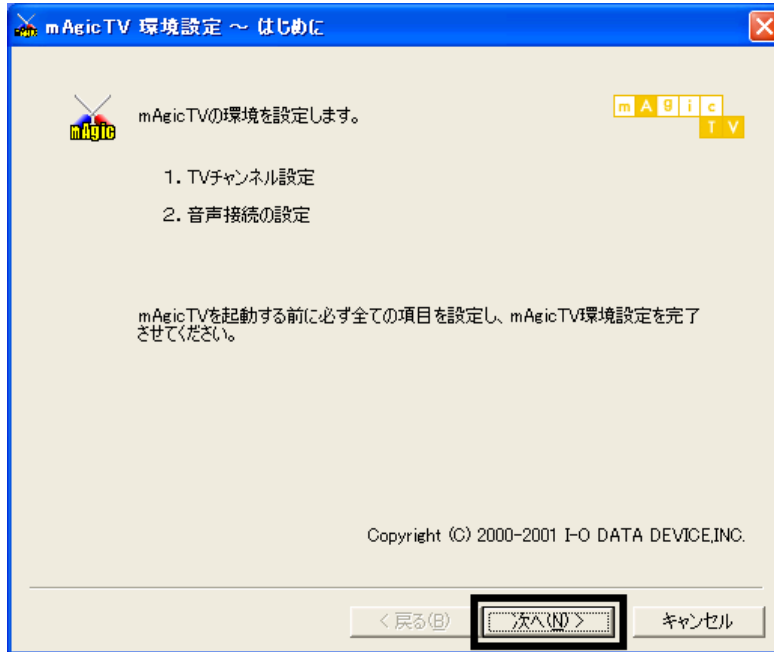 mAgicTV 環境設定 ～ はじめに
mAgic
mAgicTVの環境を設定します。
mAgic
TV
1. TVチャンネル設定
2. 音声接続の設定
mAgicTVを起動する前に必ず全ての項目を設定し、mAgicTV環境設定を完了
させてください。
Copyright (C) 2000-2001 I-O DATA DEVICE,INC.
< 戻る(B)
次へ(N) >
キャンセル